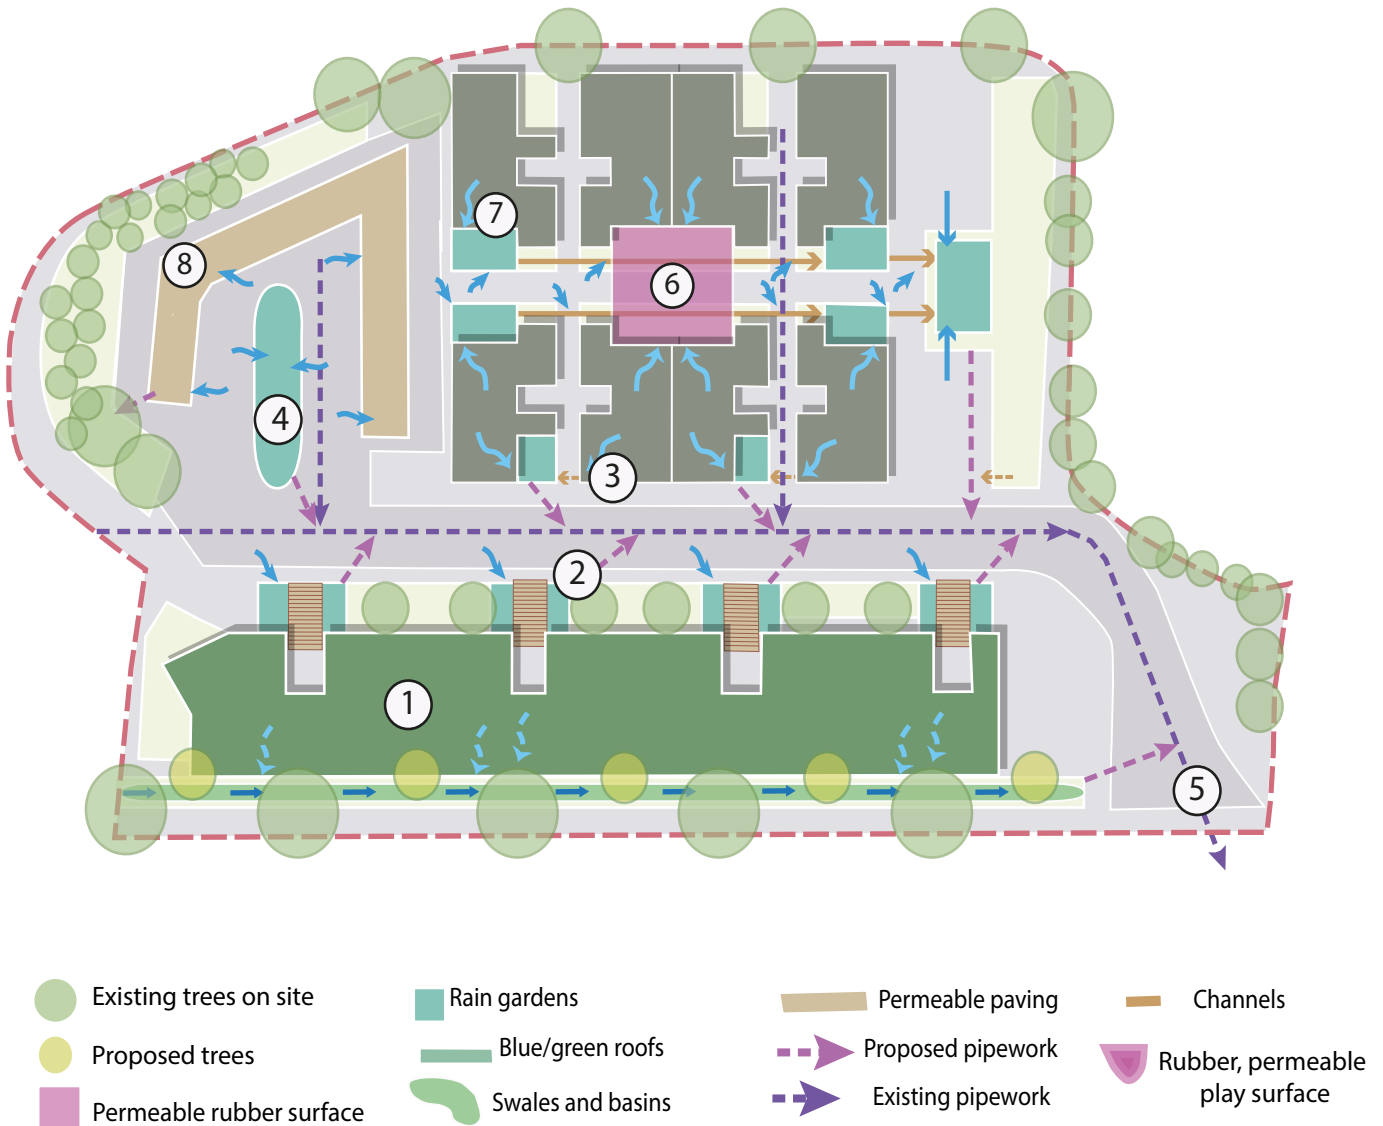 7
8
6
4
3
2
1
5
Existing trees on site
Rain gardens
Permeable paving
Channels
Proposed trees
Blue/green roofs
Proposed pipework
Rubber, permeable
play surface
Permeable rubber surface
Swales and basins
Existing pipework